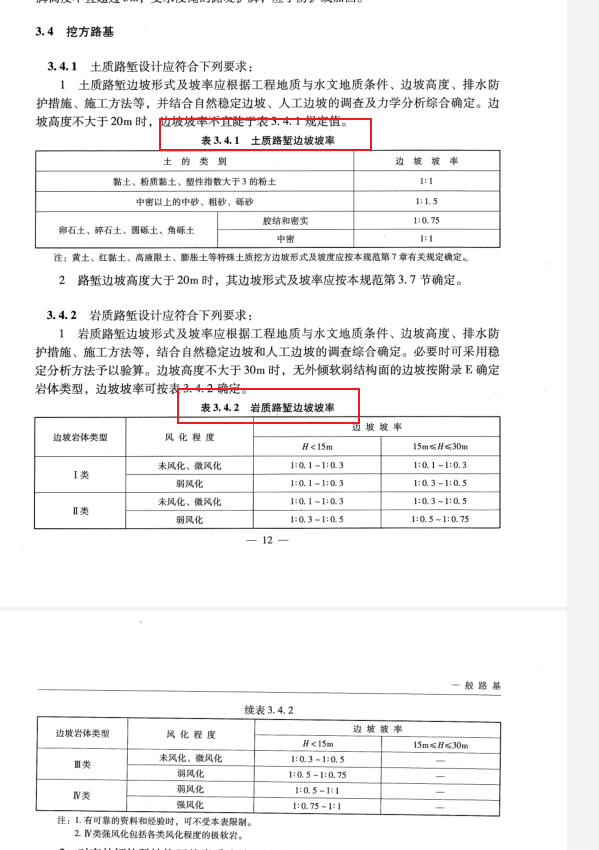 3.4 挖方路基
3.4.1 土质路堑设计应符合下列要求:
1 土质路堑边坡形式及坡率应根据工程地质与水文地质条件、边坡高度、排水防
护措施、施工方法等,并结合自然稳定边坡、人工边坡的调查及力学分析综合确定。边
坡高度不大于20m时,边坡坡率不宜陡于表3.4.1规定值。
表3.4.1 土质路堑边坡坡率
土的类别 边坡坡率
黏土、粉质黏土、塑性指数大于3的粉土 1:1
中密以上的中砂、粗砂、砾砂 1:1.5
卵石土、碎石土、圆砾土、角砾土 胶结和密实 1:0.75
中密 1:1
注:黄土、红黏土、高液限土、膨胀土等特殊土质挖方边坡形式及坡度应按本规范第7章有关规定确定。
2 路堑边坡高度大于20m时,其边坡形式及坡率应按本规范第3.7节确定。
3.4.2 岩质路堑设计应符合下列要求:
1 岩质路堑边坡形式及坡率应根据工程地质与水文地质条件、边坡高度、排水防
护措施、施工方法等,结合自然稳定边坡和人工边坡的调查综合确定。必要时可采用稳
定分析方法予以验算。边坡高度不大于30m时,无外倾软弱结构面的边坡按附录E确定
岩体类型,边坡坡率可按表3.4.2确定。
表3.4.2 岩质路堑边坡坡率
边坡岩体类型 风化程度 边坡坡率
H<15m 15m≤H≤30m
Ⅰ类 未风化、微风化 1:0.1~1:0.3 1:0.1~1:0.3
弱风化 1:0.1~1:0.3 1:0.3~1:0.5
Ⅱ类 未风化、微风化 1:0.1~1:0.3 1:0.3~1:0.5
弱风化 1:0.3~1:0.5 1:0.5~1:0.75
— 12 —
一般路基
续表3.4.2
边坡岩体类型 风化程度 边坡坡率
H<15m 15m≤H≤30m
Ⅲ类 未风化、微风化 1:0.3~1:0.5 —
弱风化 1:0.5~1:0.75 —
Ⅳ类 弱风化 1:0.5~1:1 —
强风化 1:0.75~1:1 —
注:1.有可靠的资料和经验时,可不受本表限制。
2.Ⅳ类强风化包括各类风化程度的极软岩。